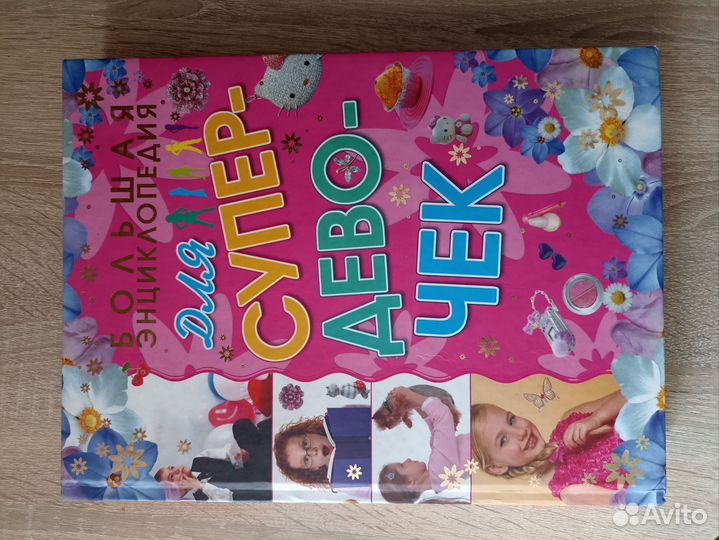 БОЛЬШАЯ
ЭНЦИКЛОПЕДИЯ
для
СУПЕР-
ДЕВО-
ЧЕК
Avito